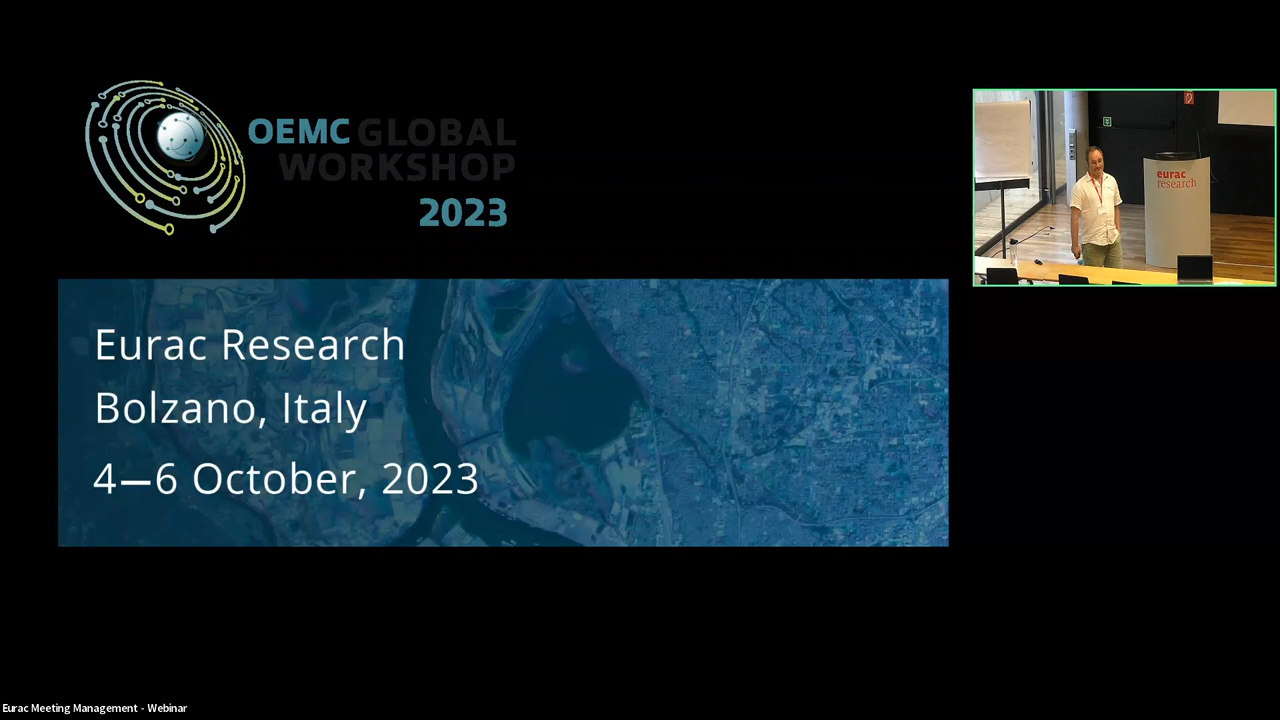 OEMC GLOBAL
WORKSHOP
2023
eurac
research
Eurac Research
Bolzano, Italy
4—6 October, 2023
Eurac Meeting Management - Webinar